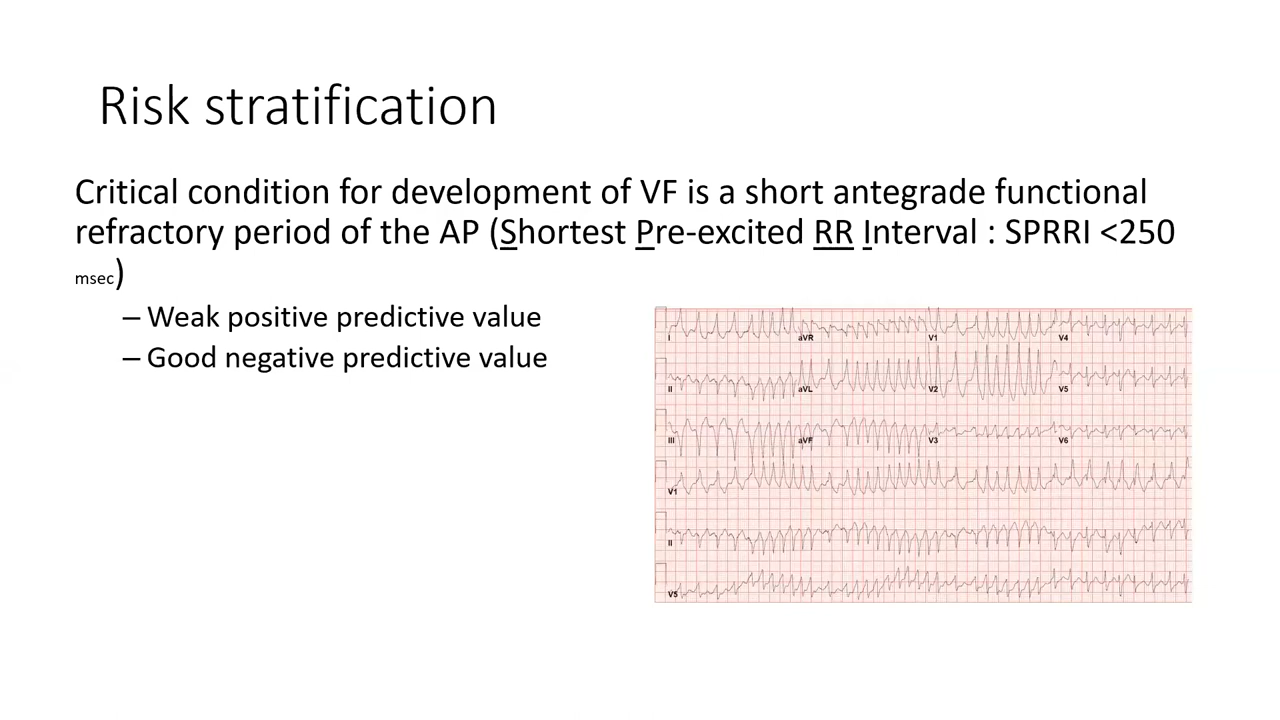 Risk stratification
Critical condition for development of VF is a short antegrade functional
refractory period of the AP (Shortest Pre-excited RR Interval : SPRRI <250
msec)
– Weak positive predictive value
– Good negative predictive value
I aVR V1 V4
II aVL V2 V5
III aVF V3 V6
V1
II
V5